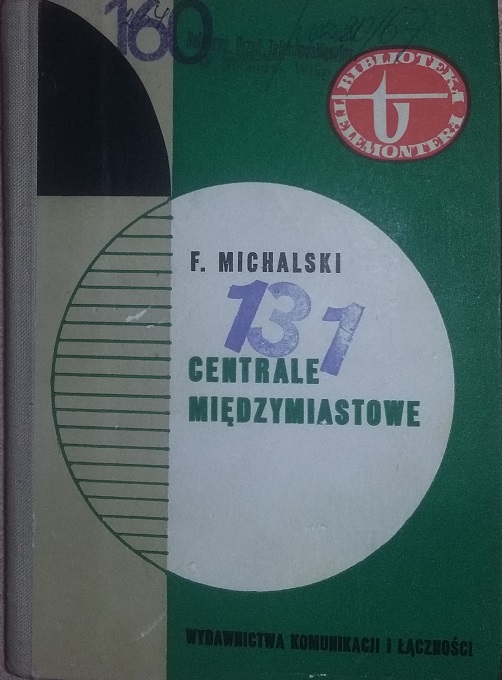 160
BIBLIOTEKA
t
TELEMONTERA
F. MICHALSKI
131
CENTRALE
MIĘDZYMIASTOWE
WYDAWNICTWA KOMUNIKACJI I ŁĄCZNOŚCI